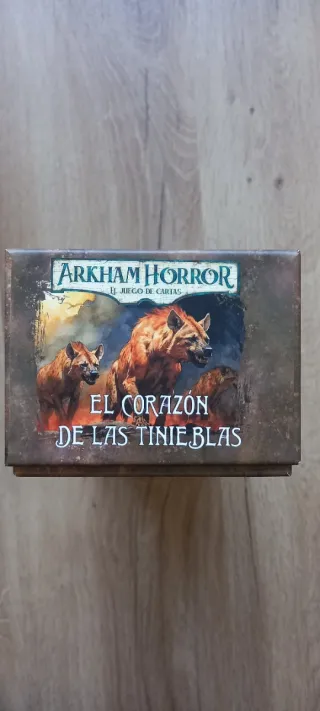 ARKHAM HORROR
EL JUEGO DE CARTAS
EL CORAZÓN
DE LAS TINIEBLAS